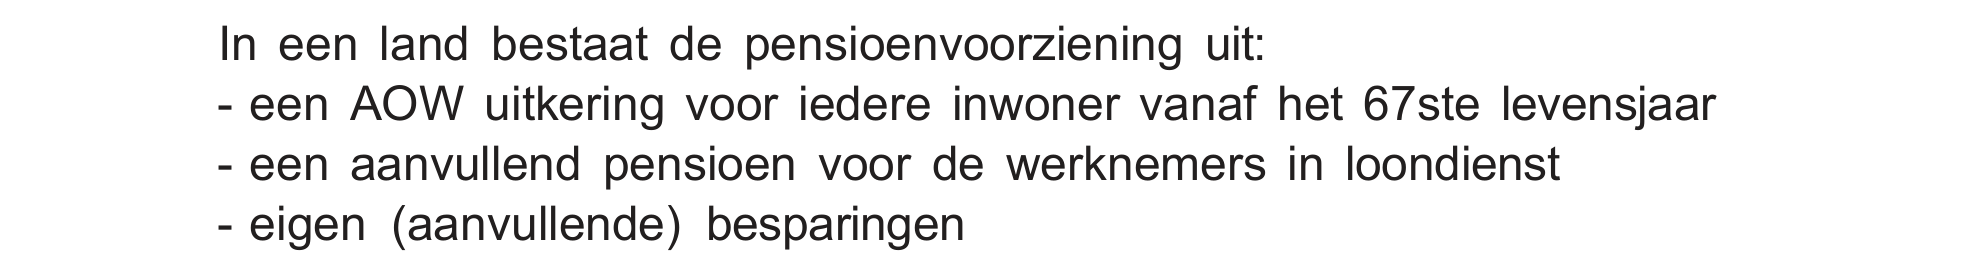 In een land bestaat de pensioenvoorziening uit:
- een AOW uitkering voor iedere inwoner vanaf het 67ste levensjaar
- een aanvullend pensioen voor de werknemers in loondienst
- eigen (aanvullende) besparingen